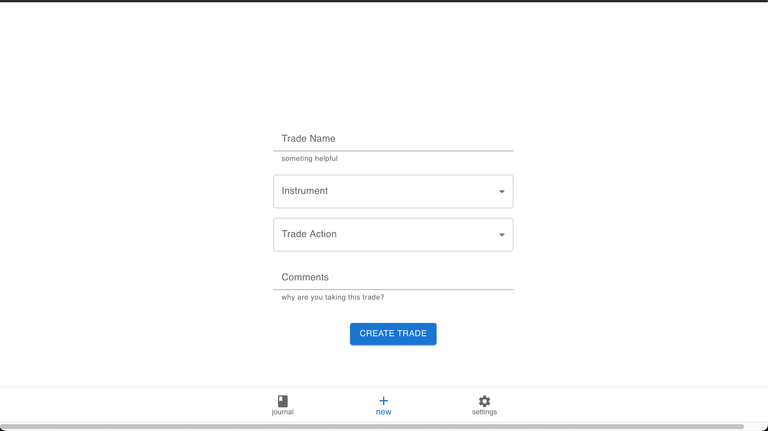 Trade Name
someting helpful
Instrument
Trade Action
Comments
why are you taking this trade?
CREATE TRADE
journal
new
settings